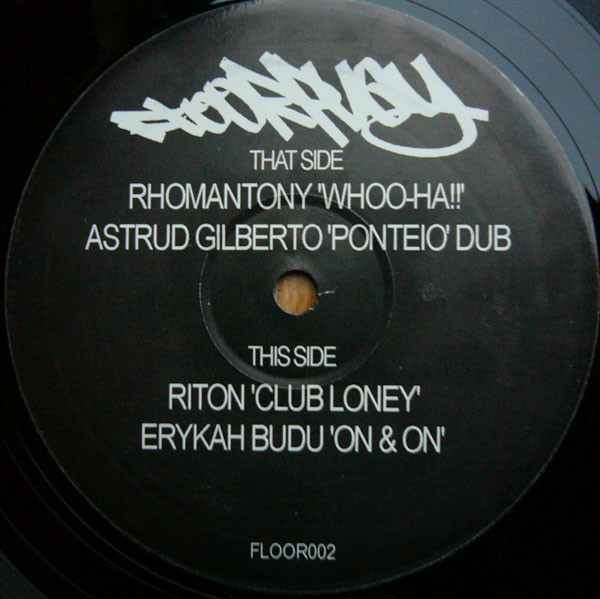 THAT SIDE
RHOMANTONY 'WHOO-HA!!'
ASTRUD GILBERTO 'PONTEIO' DUB
THIS SIDE
RITON 'CLUB LONEY'
ERYKAH BUDU 'ON & ON'
FLOOR002